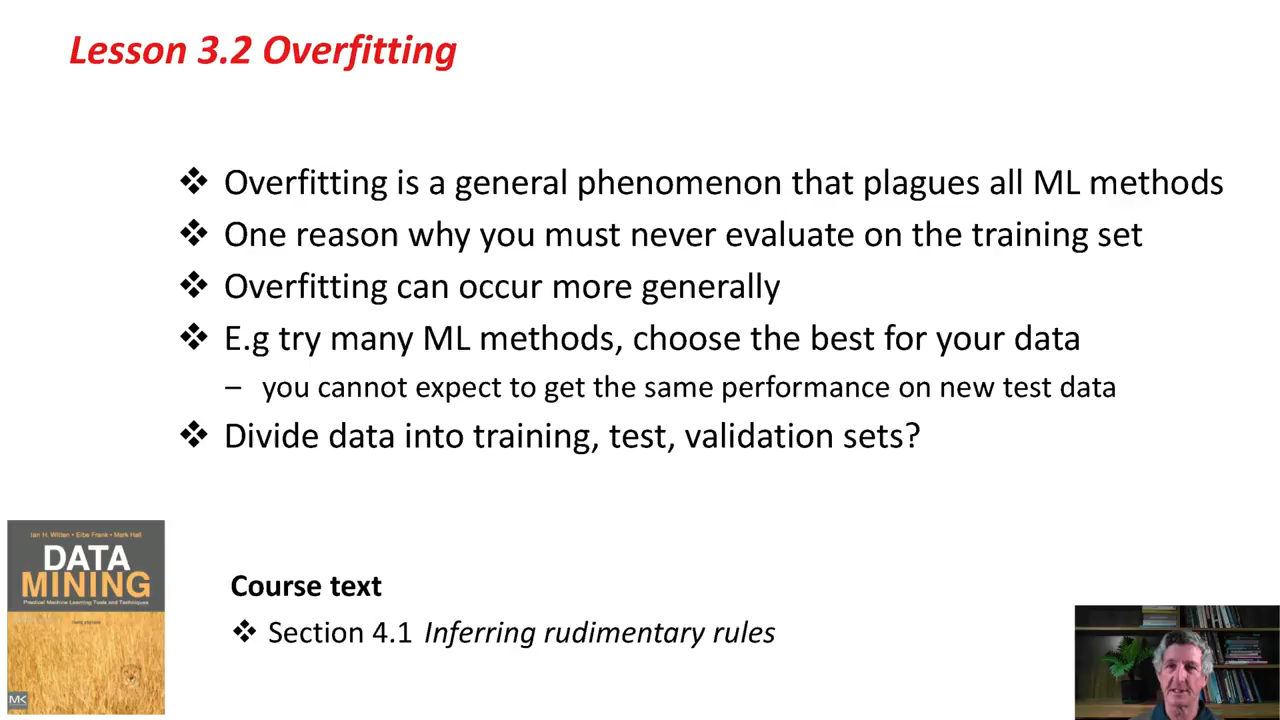 Lesson 3.2 Overfitting
❖ Overfitting is a general phenomenon that plagues all ML methods
❖ One reason why you must never evaluate on the training set
❖ Overfitting can occur more generally
❖ E.g try many ML methods, choose the best for your data
– you cannot expect to get the same performance on new test data
❖ Divide data into training, test, validation sets?
Ian H. Witten • Eibe Frank • Mark Hall
DATA
MINING
Practical Machine Learning Tools and Techniques
THIRD EDITION
MK
Course text
❖ Section 4.1 Inferring rudimentary rules